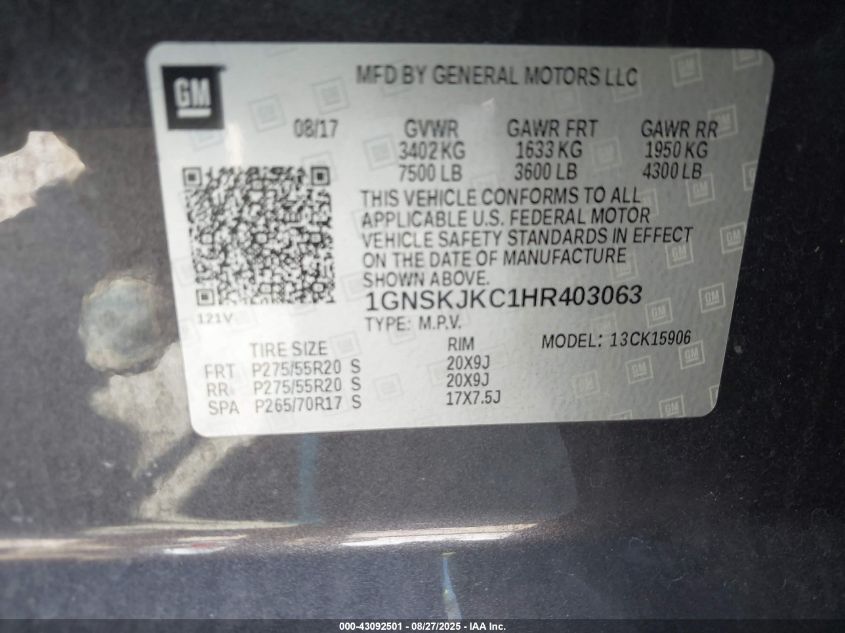 GM
MFD BY GENERAL MOTORS LLC
08/17 GVWR GAWR FRT GAWR RR
3402 KG 1633 KG 1950 KG
7500 LB 3600 LB 4300 LB
THIS VEHICLE CONFORMS TO ALL
APPLICABLE U.S. FEDERAL MOTOR
VEHICLE SAFETY STANDARDS IN EFFECT
ON THE DATE OF MANUFACTURE
SHOWN ABOVE.
1GNSKJKC1HR403063
121V TYPE: M.P.V.
MODEL: 13CK15906
TIRE SIZE RIM
FRT P275/55R20 S 20X9J
RR P275/55R20 S 20X9J
SPA P265/70R17 S 17X7.5J
000-43092501 - 08/27/2025 - IAA Inc.